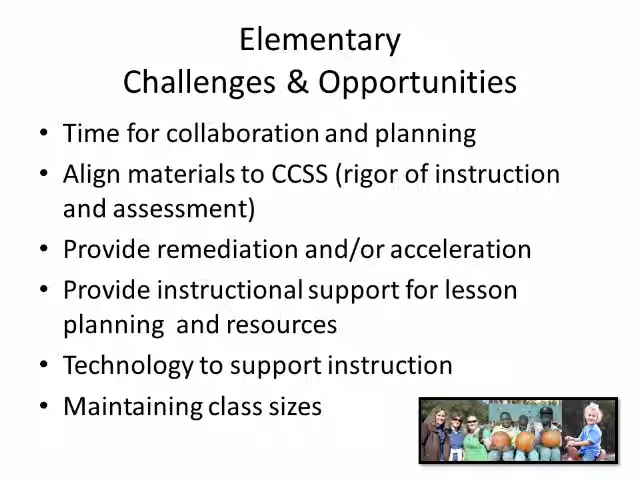 Elementary
Challenges & Opportunities
• Time for collaboration and planning
• Align materials to CCSS (rigor of instruction
and assessment)
• Provide remediation and/or acceleration
• Provide instructional support for lesson
planning and resources
• Technology to support instruction
• Maintaining class sizes